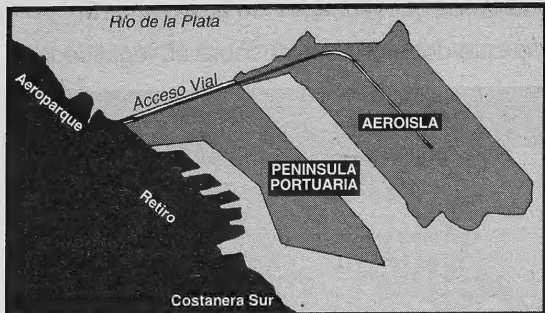 Río de la Plata
Aeroparque
Acceso Vial
AEROISLA
PENINSULA
PORTUARIA
Retiro
Costanera Sur